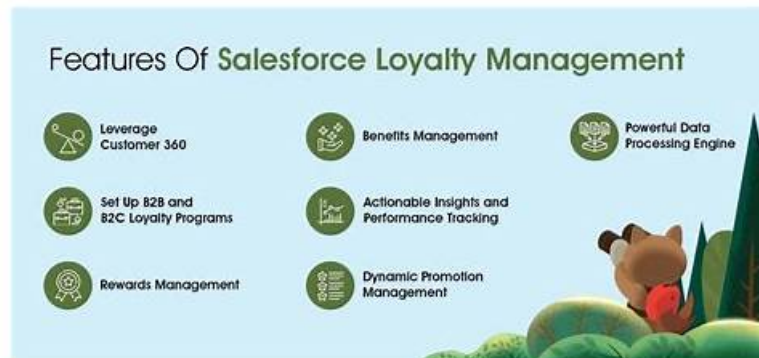 Features Of Salesforce Loyalty Management
Leverage
Customer 360
Set Up B2B and
B2C Loyalty Programs
Rewards Management
Benefits Management
Actionable Insights and
Performance Tracking
Dynamic Promotion
Management
Powerful Data
Processing Engine